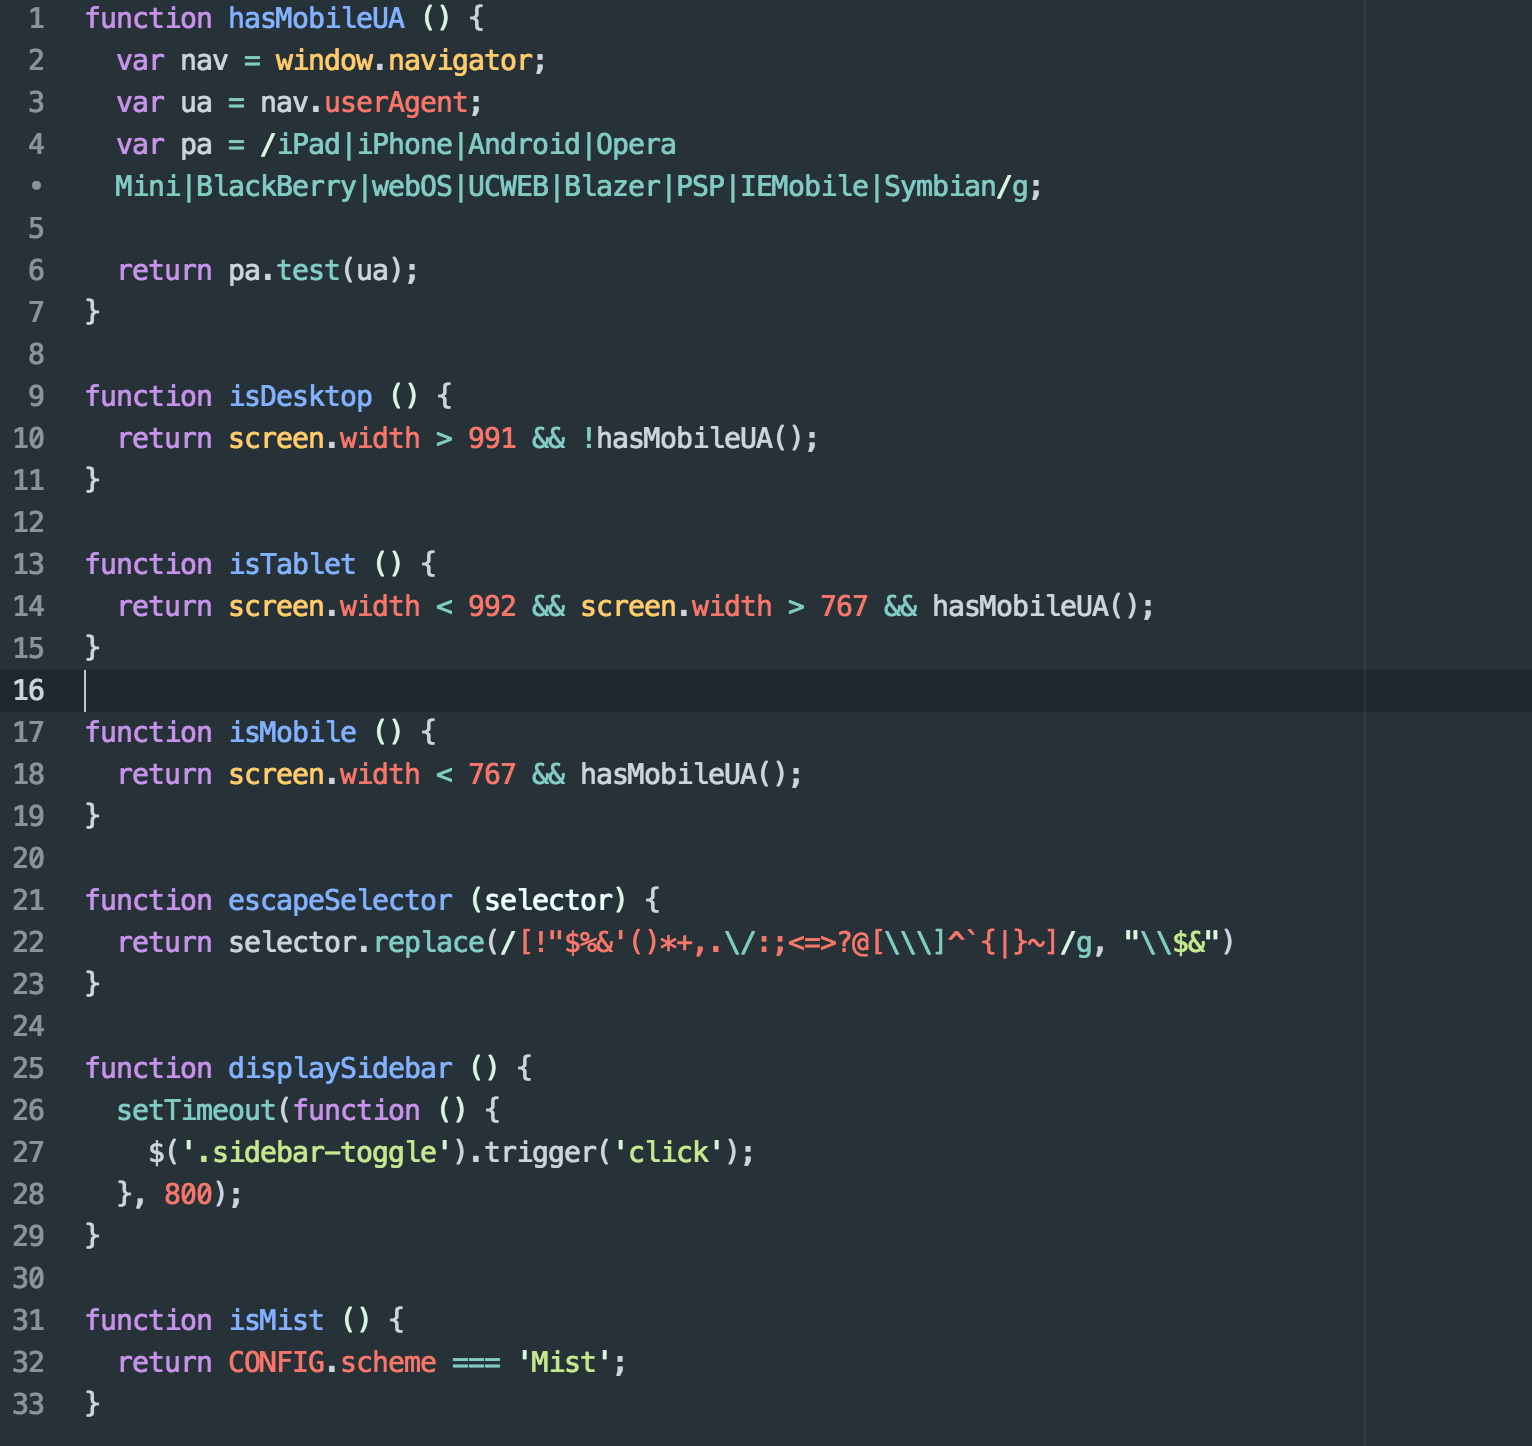 1 function hasMobileUA () {
2   var nav = window.navigator;
3   var ua = nav.userAgent;
4   var pa = /iPad|iPhone|Android|Opera
•   Mini|BlackBerry|webOS|UCWEB|Blazer|PSP|IEMobile|Symbian/g;
5
6   return pa.test(ua);
7 }
8
9 function isDesktop () {
10   return screen.width > 991 && !hasMobileUA();
11 }
12
13 function isTablet () {
14   return screen.width < 992 && screen.width > 767 && hasMobileUA();
15 }
16
17 function isMobile () {
18   return screen.width < 767 && hasMobileUA();
19 }
20
21 function escapeSelector (selector) {
22   return selector.replace(/[!"$%&'()*+,.\/:;<=>?@[\\\]^`{|}~]/g, "\\$&")
23 }
24
25 function displaySidebar () {
26   setTimeout(function () {
27     $('.sidebar-toggle').trigger('click');
28   }, 800);
29 }
30
31 function isMist () {
32   return CONFIG.scheme === 'Mist';
33 }